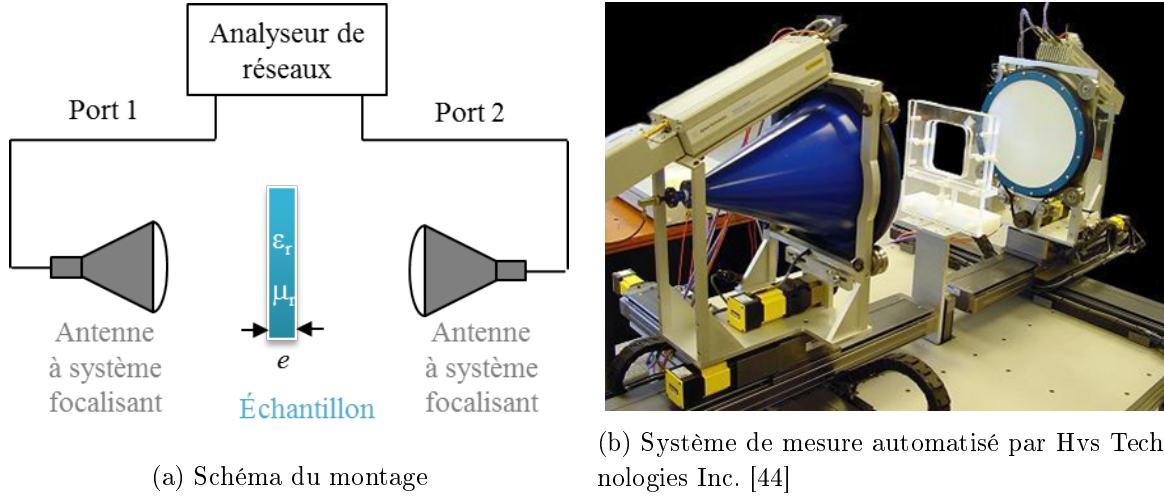 Analyseur de
réseaux
Port 1
Port 2
εr
μr
e
Antenne
à système
focalisant
Échantillon
Antenne
à système
focalisant
(a) Schéma du montage
(b) Système de mesure automatisé par Hvs Tech
nologies Inc. [44]